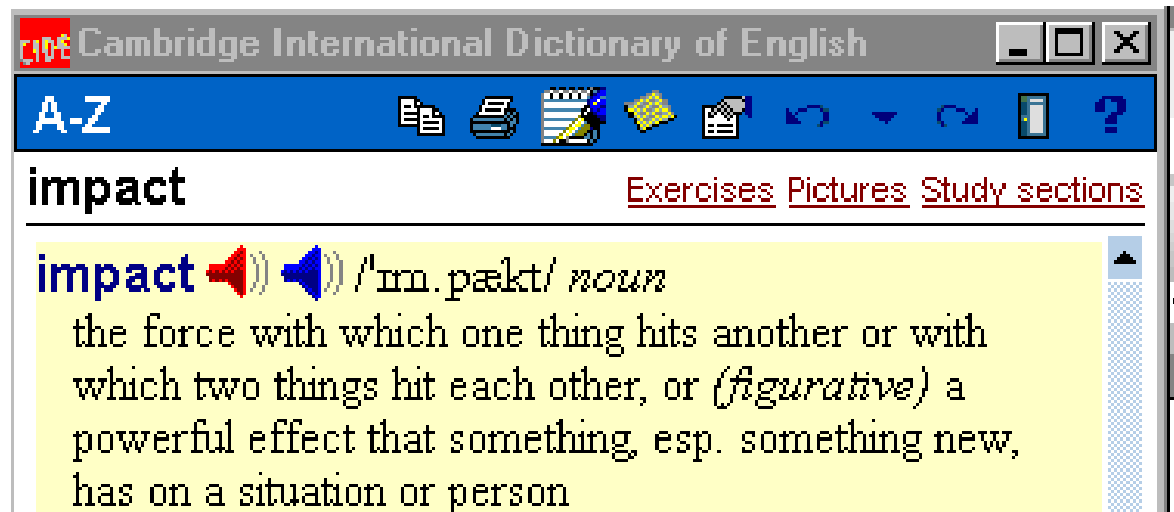 CIDE Cambridge International Dictionary of English
A-Z
?
impact Exercises Pictures Study sections
impact /ˈɪm.pækt/ noun
the force with which one thing hits another or with
which two things hit each other, or (figurative) a
powerful effect that something, esp. something new,
has on a situation or person